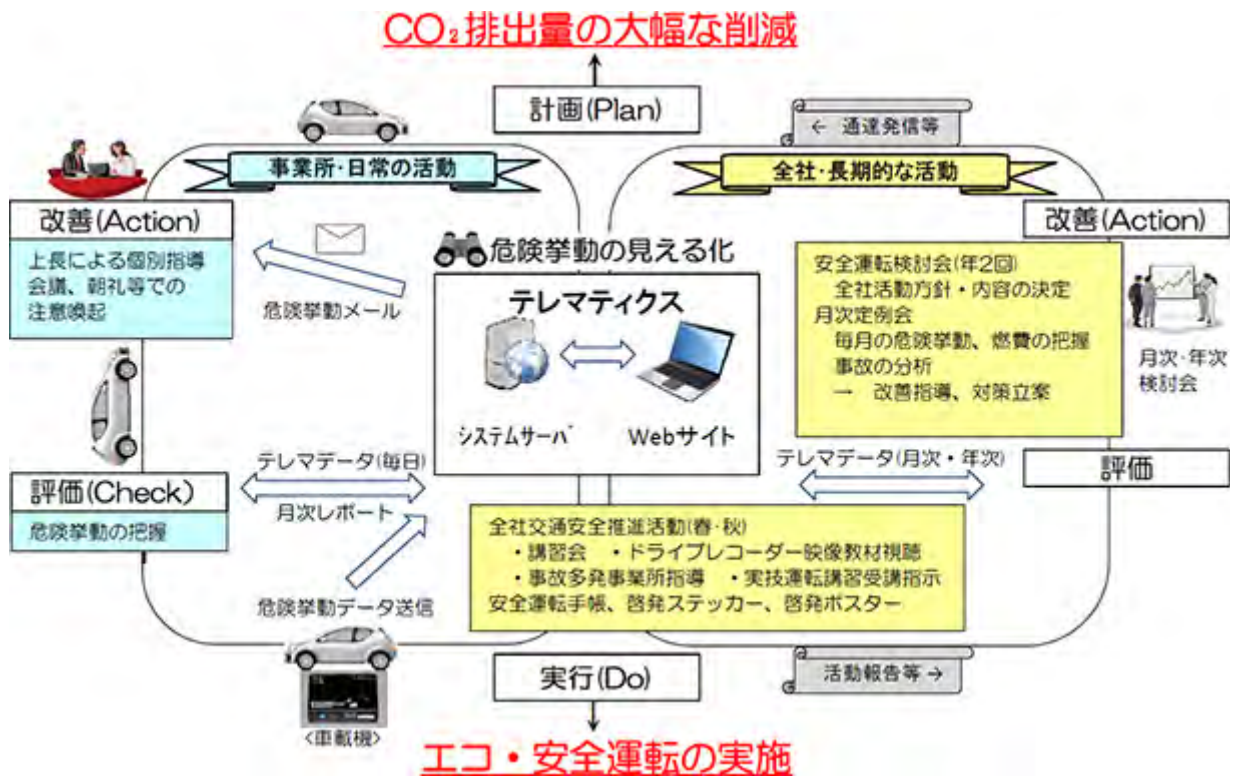 CO₂排出量の大幅な削減
計画(Plan)
← 通達発信等
事業所・日常の活動
全社・長期的な活動
改善(Action)
上長による個別指導
会議、朝礼等での
注意喚起
危険挙動メール
危険挙動の見える化
テレマティクス
システムサーバ
Webサイト
改善(Action)
安全運転検討会(年2回)
全社活動方針・内容の決定
月次定例会
毎月の危険挙動、燃費の把握
事故の分析
→ 改善指導、対策立案
月次・年次
検討会
テレマデータ(毎日)
月次レポート
テレマデータ(月次・年次)
評価(Check)
危険挙動の把握
評価
全社交通安全推進活動(春・秋)
・講習会 ・ドライブレコーダー映像教材視聴
・事故多発事業所指導 ・実技運転講習受講指示
安全運転手帳、啓発ステッカー、啓発ポスター
危険挙動データ送信
<車載機>
実行(Do)
活動報告等→
エコ・安全運転の実施